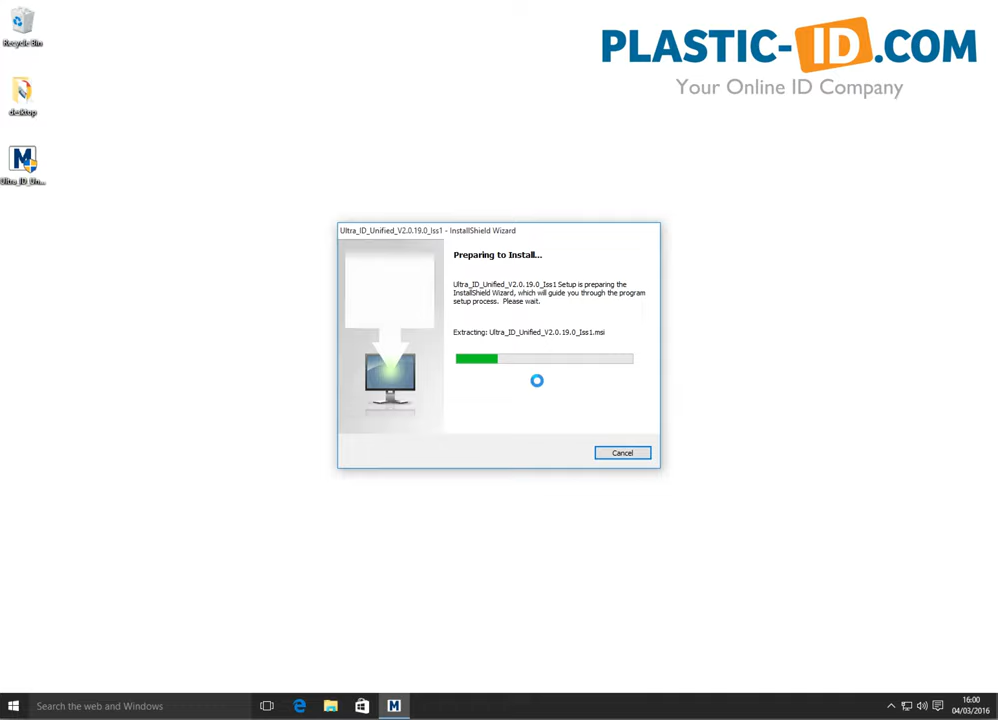 Recycle Bin
desktop
Ultra_ID_Un...
PLASTIC-ID.COM
Your Online ID Company
Ultra_ID_Unified_V2.0.19.0_Iss1 - InstallShield Wizard
Preparing to Install...
Ultra_ID_Unified_V2.0.19.0_Iss1 Setup is preparing the
InstallShield Wizard, which will guide you through the program
setup process. Please wait.
Extracting: Ultra_ID_Unified_V2.0.19.0_Iss1.msi
Cancel
Search the web and Windows
16:00
04/03/2016